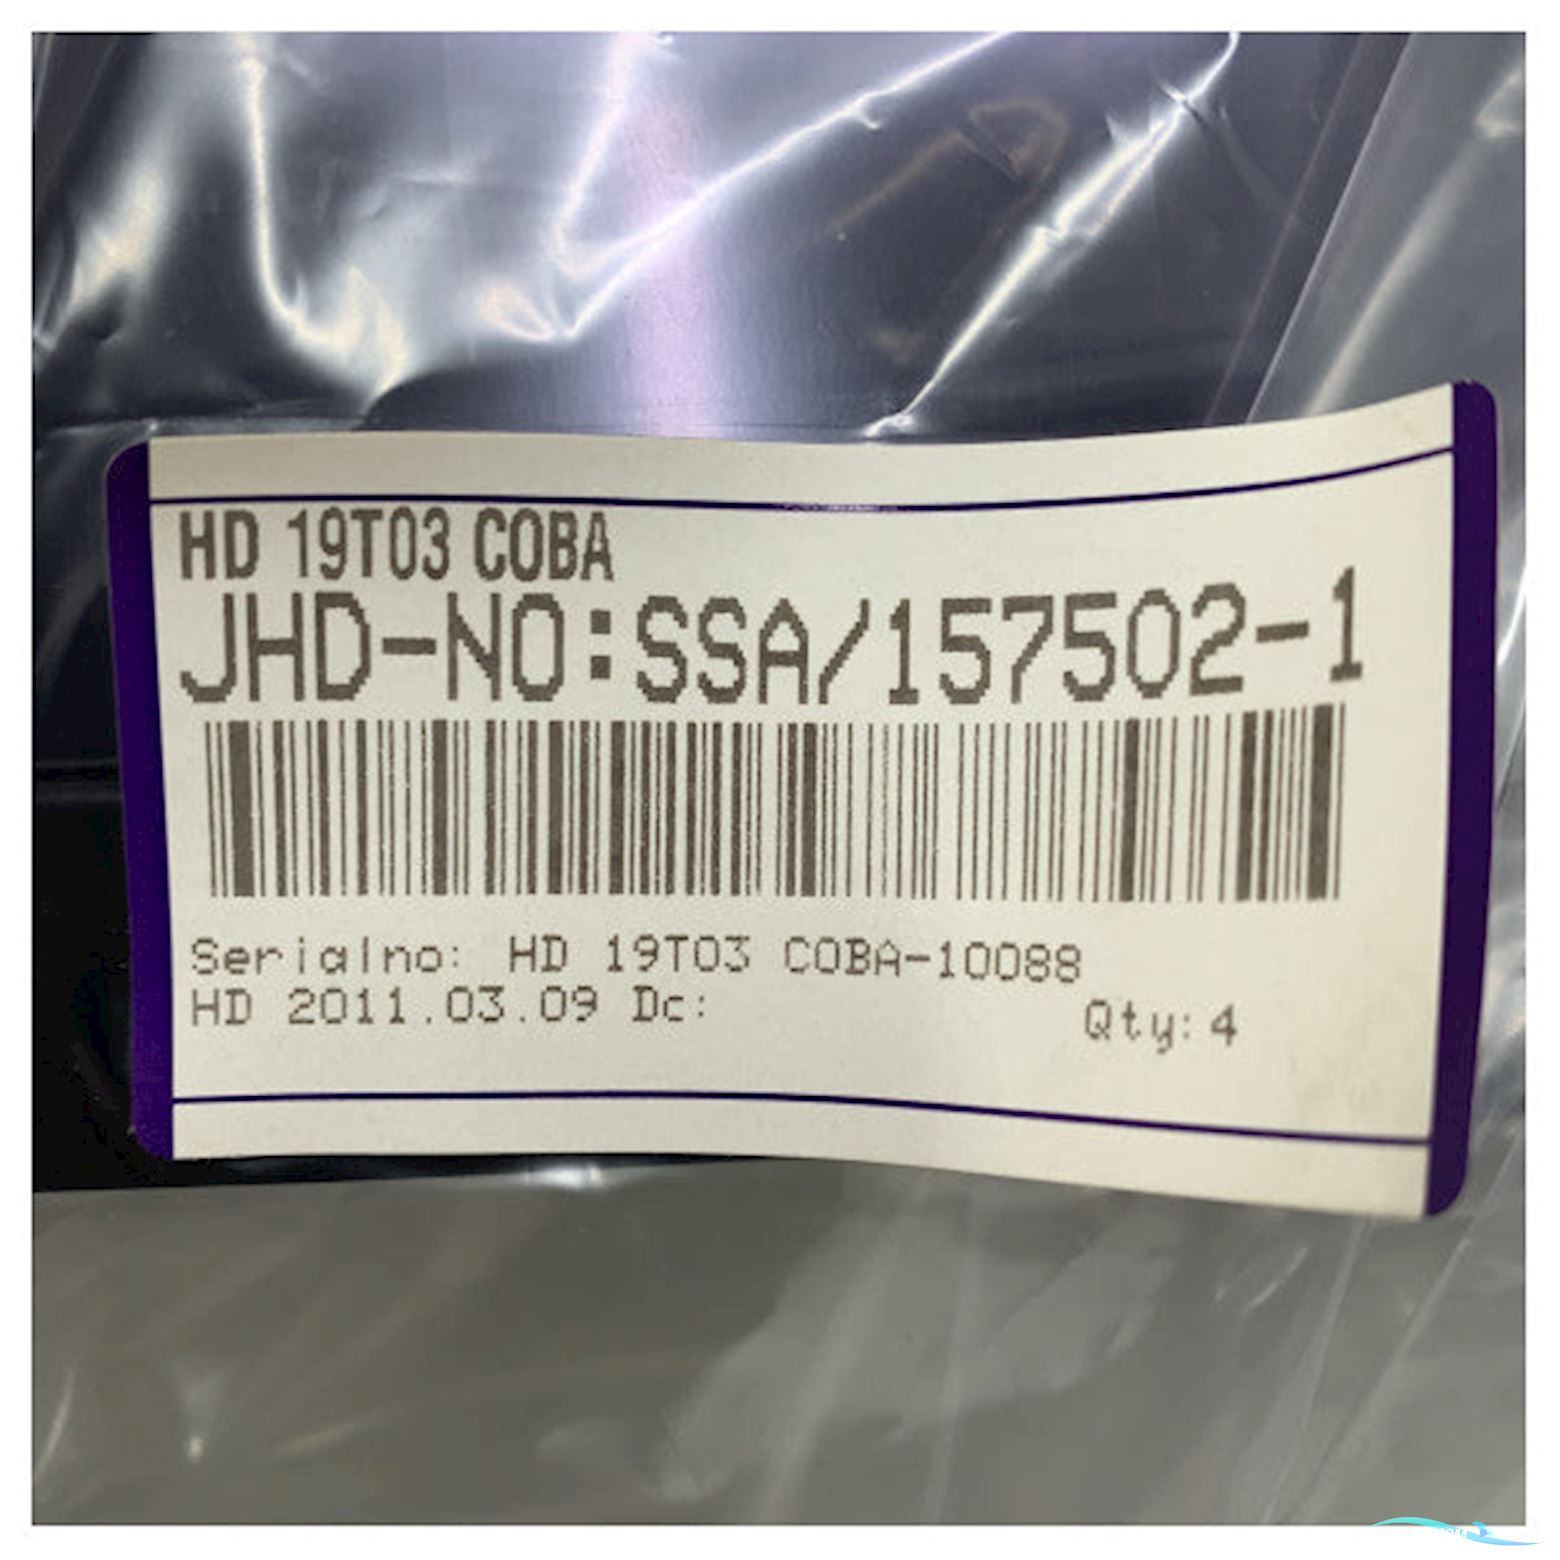 HD 19T03 COBA
JHD-NO:SSA/157502-1
Serialno: HD 19T03 COBA-10088
HD 2011.03.09 Dc:
Qty: 4